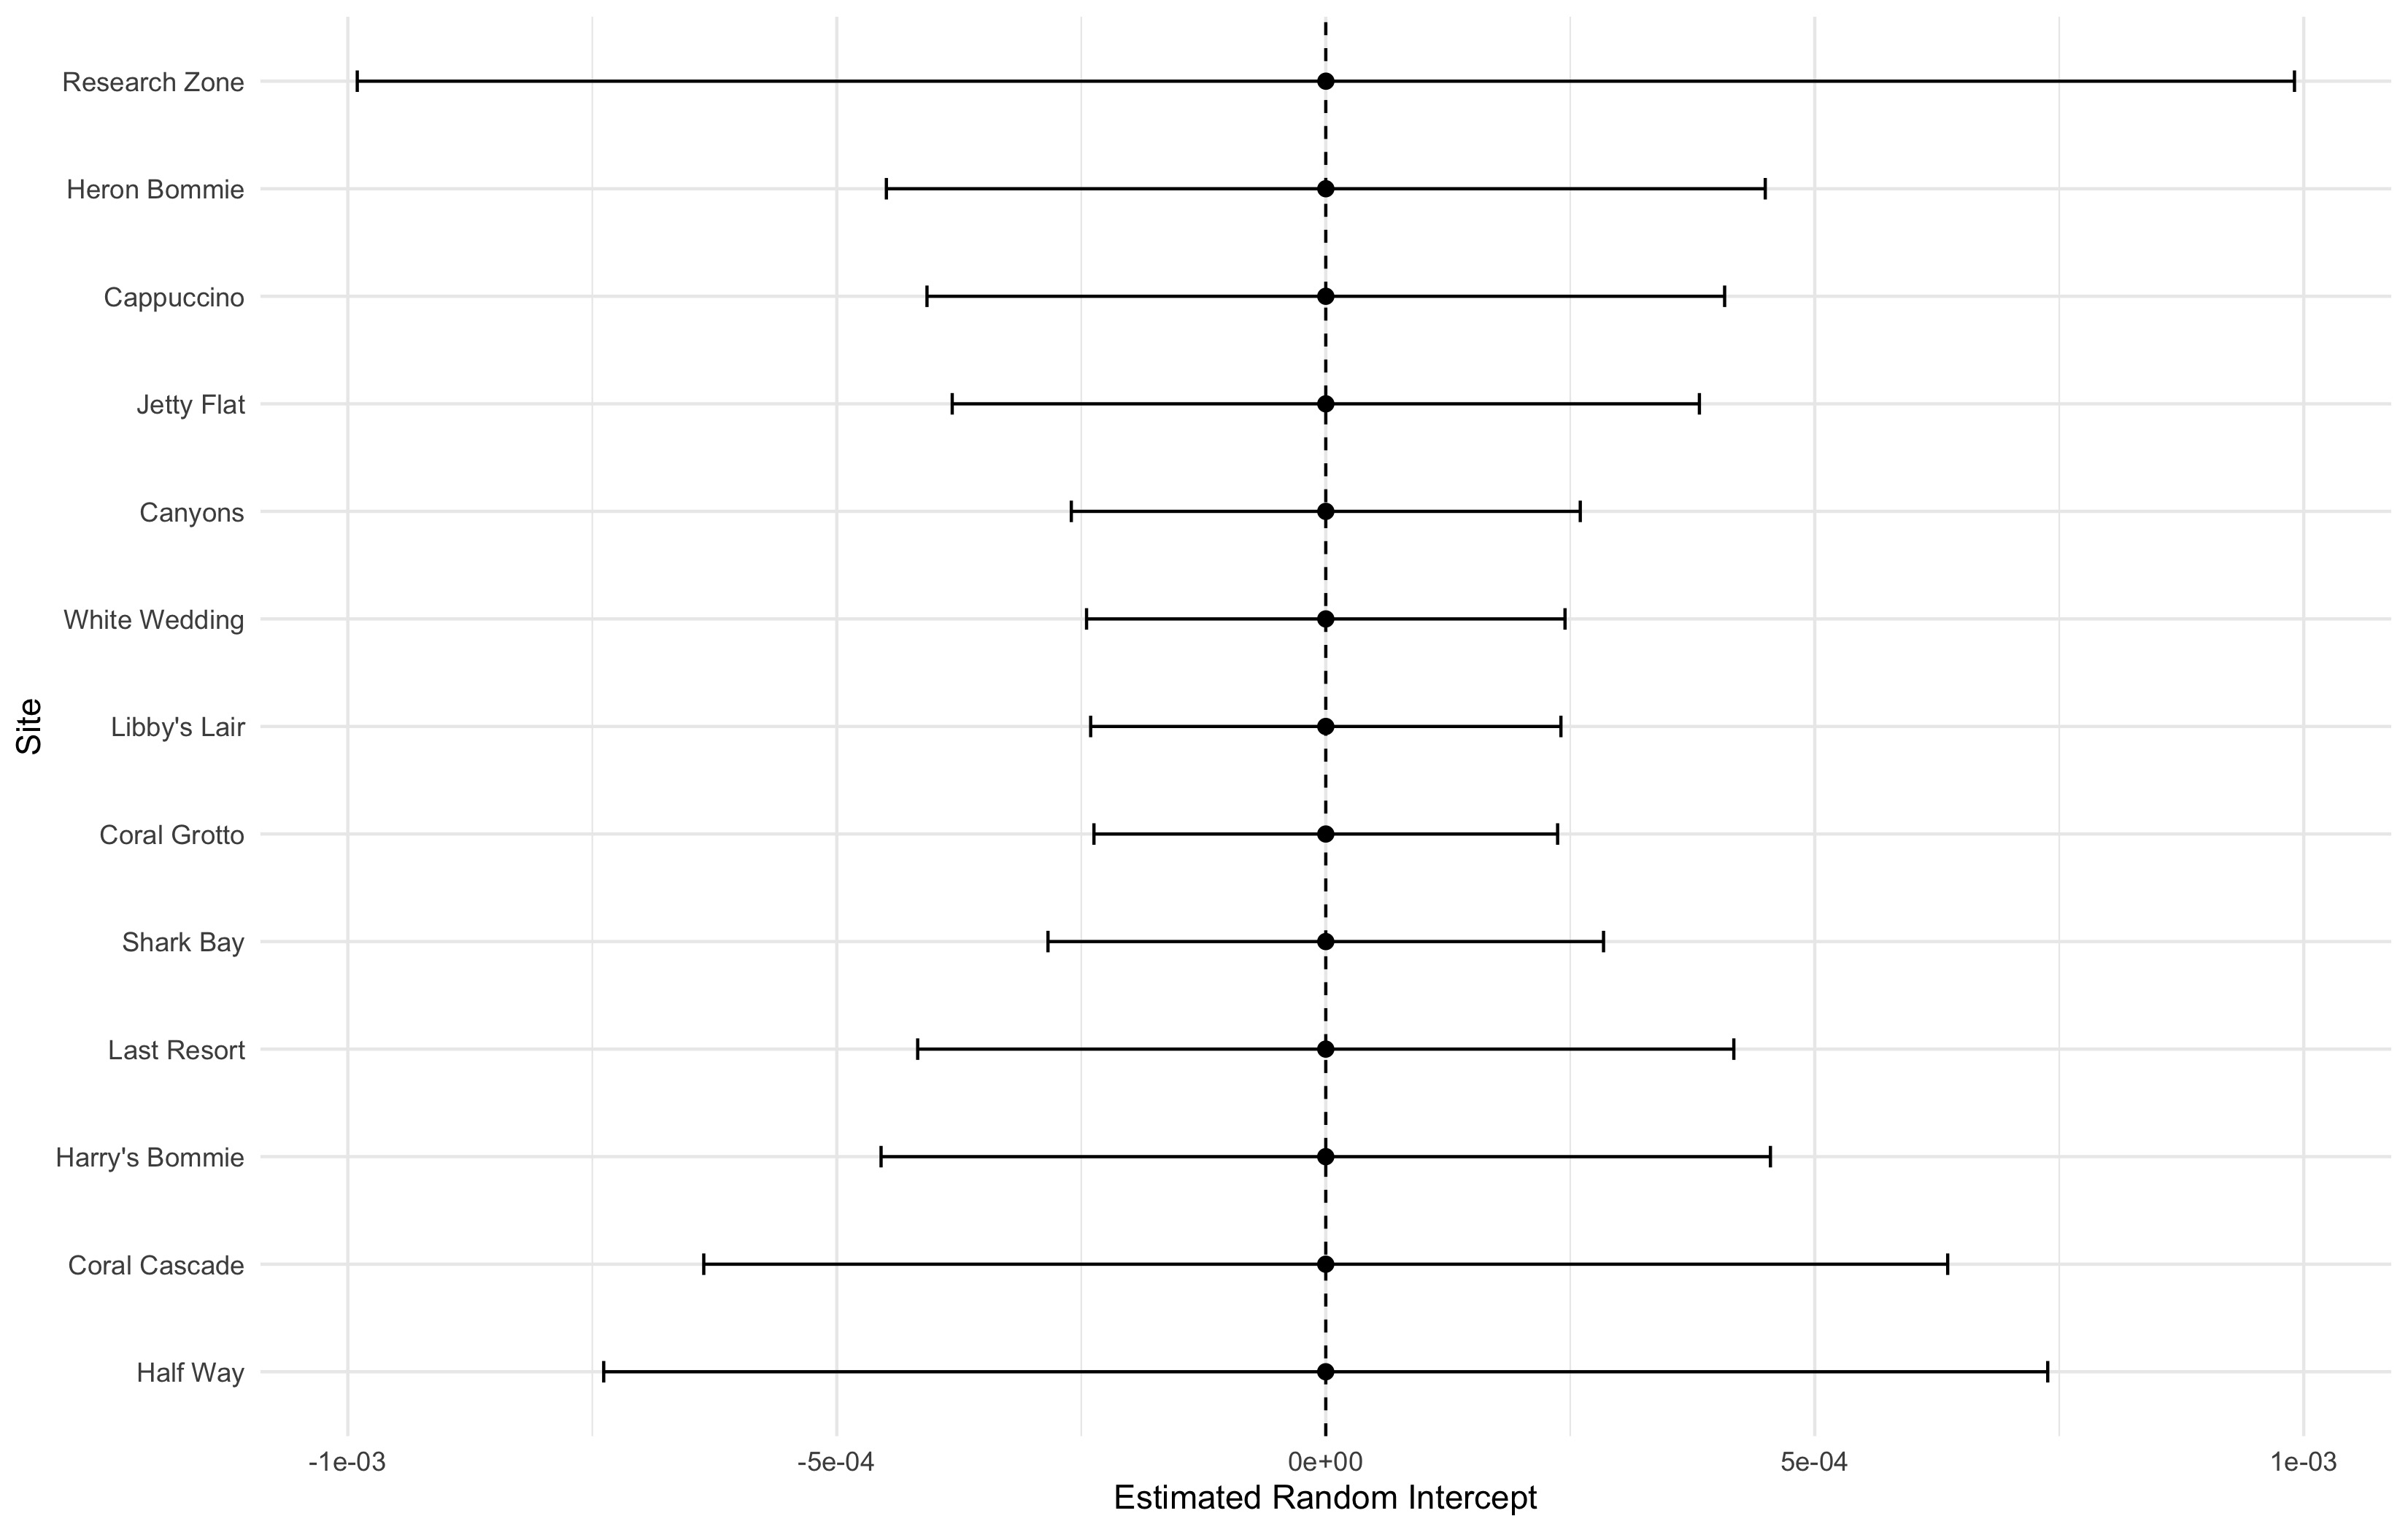 Research Zone
Heron Bommie
Cappuccino
Jetty Flat
Canyons
White Wedding
Libby's Lair
Coral Grotto
Shark Bay
Last Resort
Harry's Bommie
Coral Cascade
Half Way
Site
-1e-03 -5e-04 0e+00 5e-04 1e-03
Estimated Random Intercept